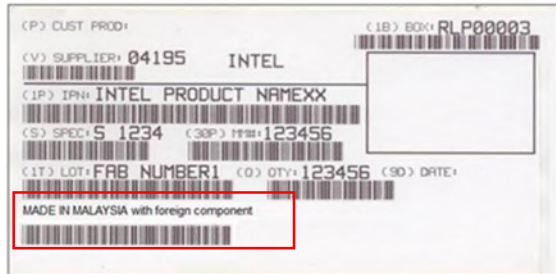 (P) CUST PROD:
(1B) BOX: RLP00003
(V) SUPPLIER: 04195 INTEL
(1P) IPN: INTEL PRODUCT NAMEXX
(S) SPEC: S 1234 (30P) MM#: 123456
(1T) LOT: FAB NUMBER1 (Q) QTY: 123456 (9D) DATE:
MADE IN MALAYSIA with foreign component